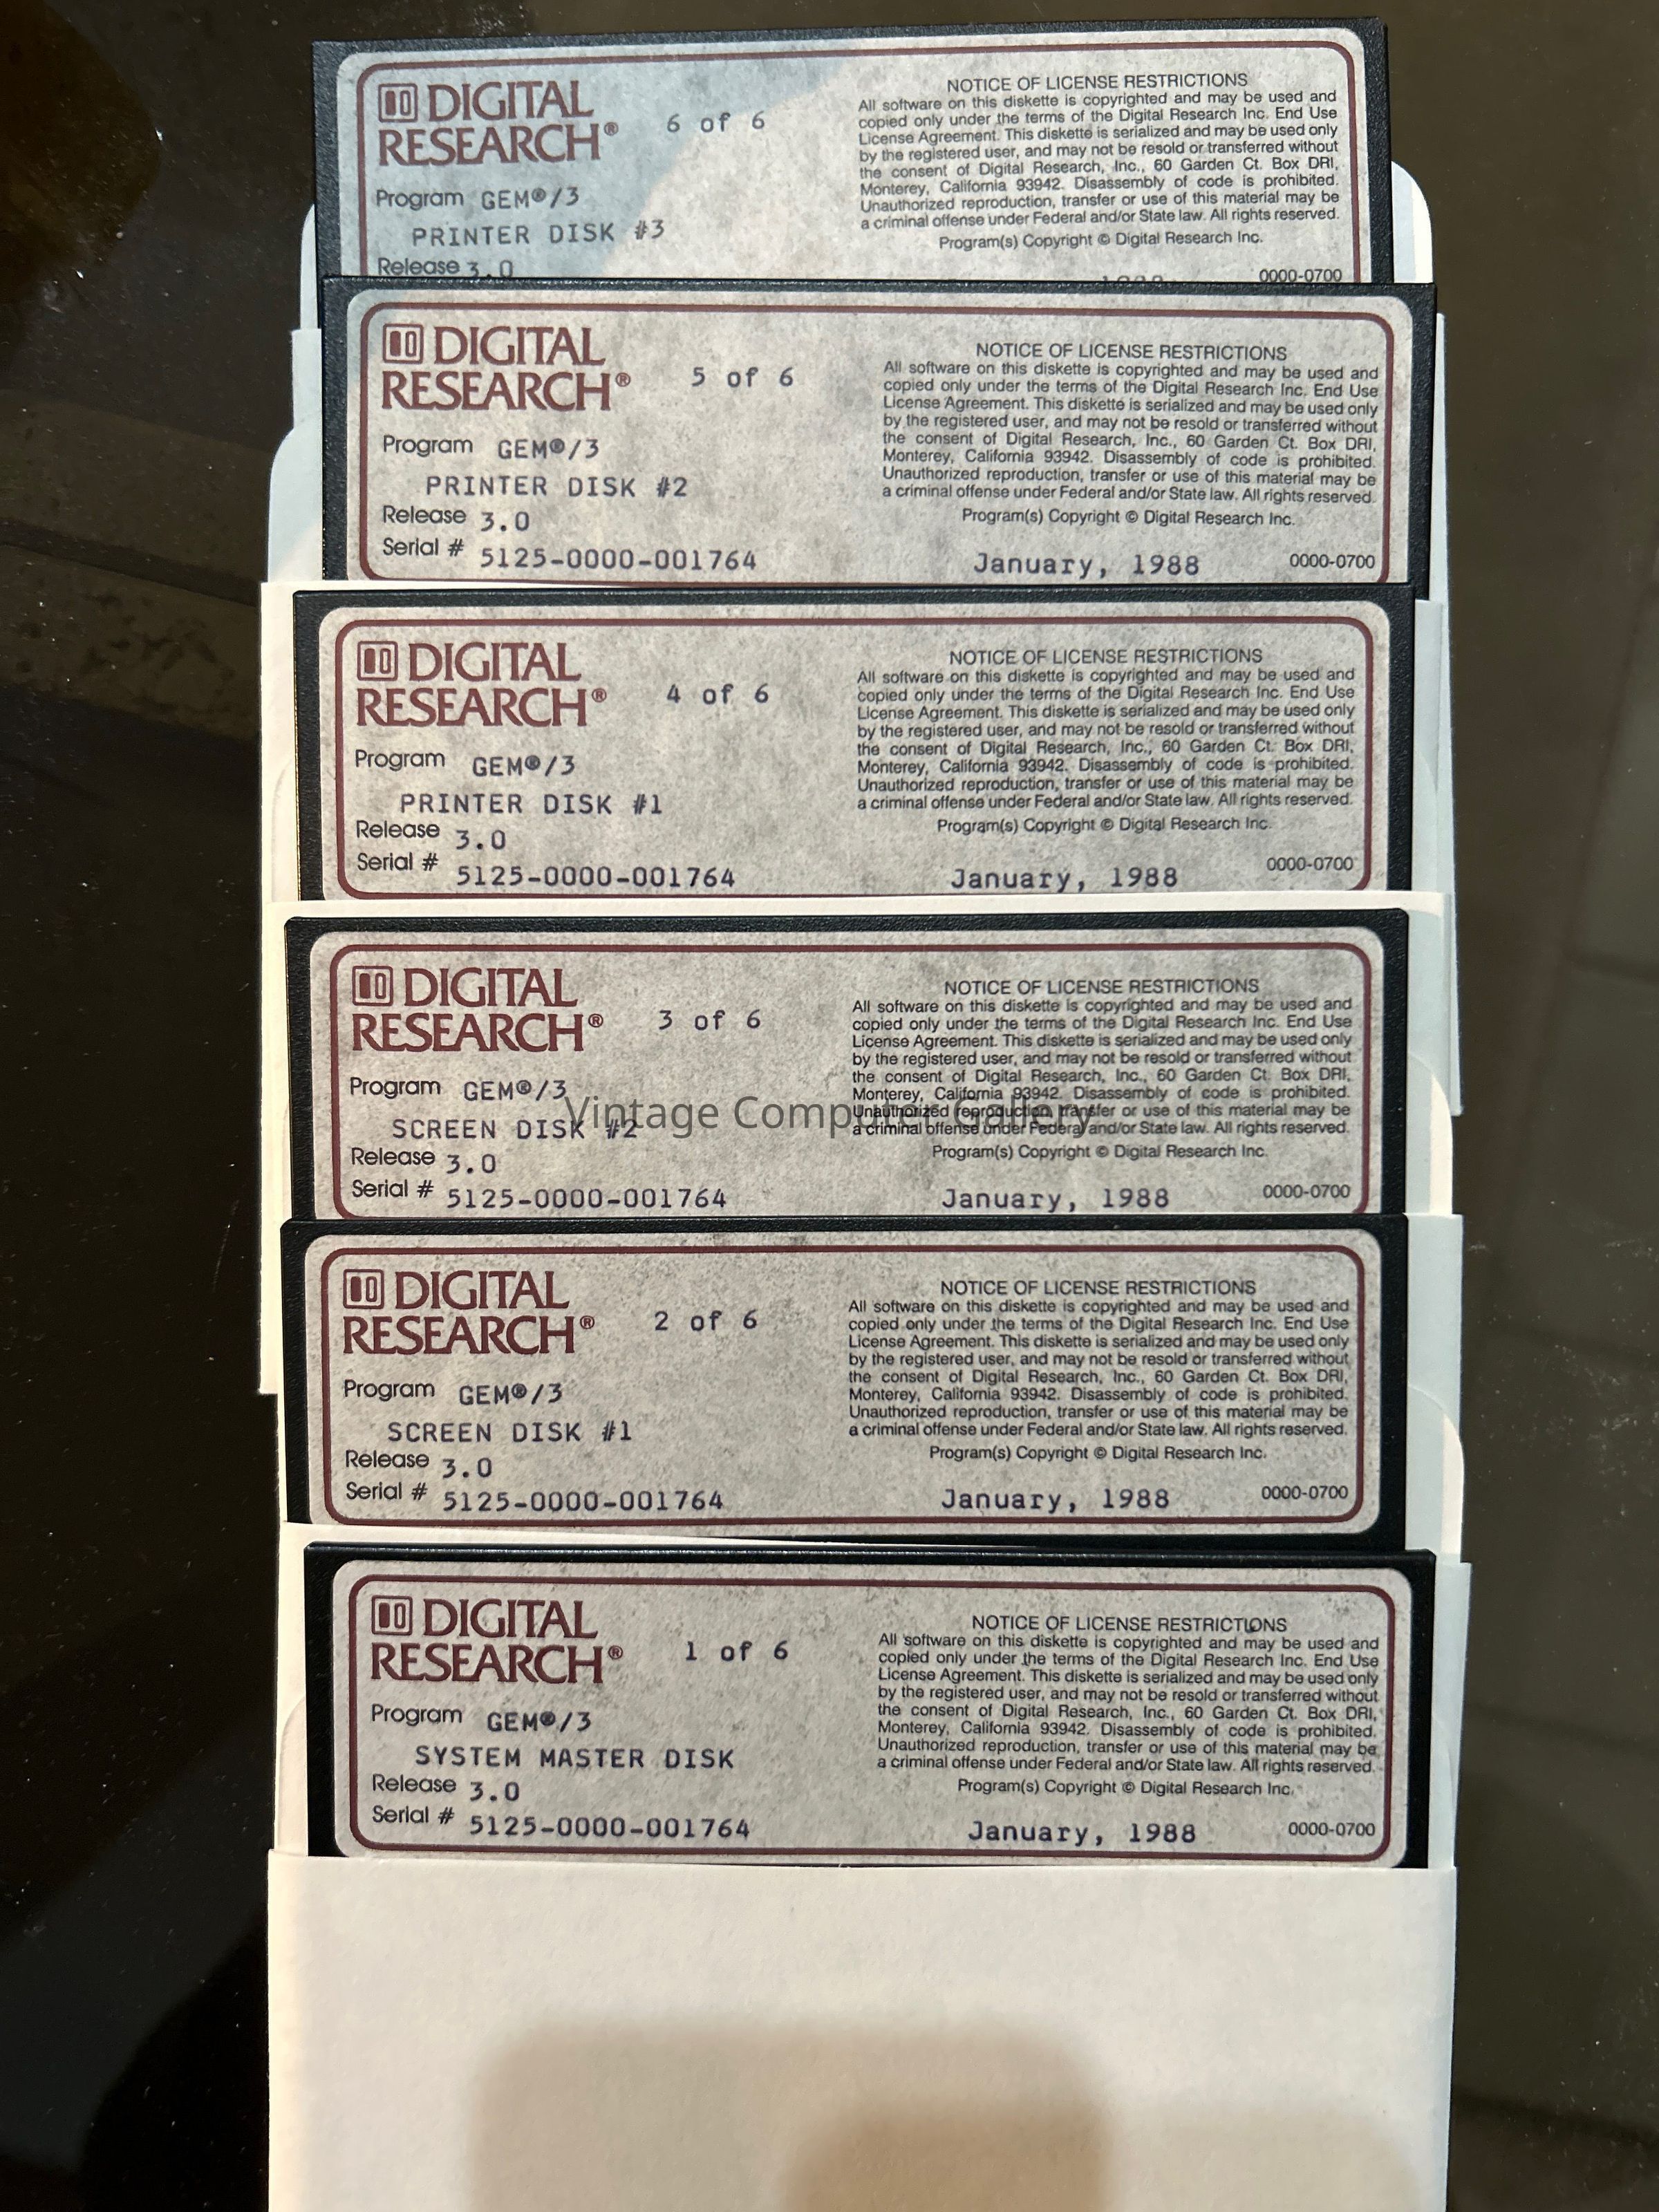 DIGITAL
RESEARCH®
6 of 6
Program GEM®/3
PRINTER DISK #3
Release 3.0
NOTICE OF LICENSE RESTRICTIONS
All software on this diskette is copyrighted and may be used and
copied only under the terms of the Digital Research Inc. End Use
License Agreement. This diskette is serialized and may be used only
by the registered user, and may not be resold or transferred without
the consent of Digital Research, Inc., 60 Garden Ct. Box DRI,
Monterey, California 93942. Disassembly of code is prohibited.
Unauthorized reproduction, transfer or use of this material may be
a criminal offense under Federal and/or State law. All rights reserved.
Program(s) Copyright © Digital Research Inc.
0000-0700
DIGITAL
RESEARCH®
5 of 6
Program GEM®/3
PRINTER DISK #2
Release 3.0
Serial # 5125-0000-001764
NOTICE OF LICENSE RESTRICTIONS
All software on this diskette is copyrighted and may be used and
copied only under the terms of the Digital Research Inc. End Use
License Agreement. This diskette is serialized and may be used only
by the registered user, and may not be resold or transferred without
the consent of Digital Research, Inc., 60 Garden Ct. Box DRI,
Monterey, California 93942. Disassembly of code is prohibited.
Unauthorized reproduction, transfer or use of this material may be
a criminal offense under Federal and/or State law. All rights reserved.
Program(s) Copyright © Digital Research Inc.
January, 1988 0000-0700
DIGITAL
RESEARCH®
4 of 6
Program GEM®/3
PRINTER DISK #1
Release 3.0
Serial # 5125-0000-001764
NOTICE OF LICENSE RESTRICTIONS
All software on this diskette is copyrighted and may be used and
copied only under the terms of the Digital Research Inc. End Use
License Agreement. This diskette is serialized and may be used only
by the registered user, and may not be resold or transferred without
the consent of Digital Research, Inc., 60 Garden Ct. Box DRI,
Monterey, California 93942. Disassembly of code is prohibited.
Unauthorized reproduction, transfer or use of this material may be
a criminal offense under Federal and/or State law. All rights reserved.
Program(s) Copyright © Digital Research Inc.
January, 1988 0000-0700
DIGITAL
RESEARCH®
3 of 6
Program GEM®/3
SCREEN DISK #2
Release 3.0
Serial # 5125-0000-001764
NOTICE OF LICENSE RESTRICTIONS
All software on this diskette is copyrighted and may be used and
copied only under the terms of the Digital Research Inc. End Use
License Agreement. This diskette is serialized and may be used only
by the registered user, and may not be resold or transferred without
the consent of Digital Research, Inc., 60 Garden Ct. Box DRI,
Monterey, California 93942. Disassembly of code is prohibited.
Unauthorized reproduction, transfer or use of this material may be
a criminal offense under Federal and/or State law. All rights reserved.
Program(s) Copyright © Digital Research Inc.
January, 1988 0000-0700
Vintage Computer Gallery
DIGITAL
RESEARCH®
2 of 6
Program GEM®/3
SCREEN DISK #1
Release 3.0
Serial # 5125-0000-001764
NOTICE OF LICENSE RESTRICTIONS
All software on this diskette is copyrighted and may be used and
copied only under the terms of the Digital Research Inc. End Use
License Agreement. This diskette is serialized and may be used only
by the registered user, and may not be resold or transferred without
the consent of Digital Research, Inc., 60 Garden Ct. Box DRI,
Monterey, California 93942. Disassembly of code is prohibited.
Unauthorized reproduction, transfer or use of this material may be
a criminal offense under Federal and/or State law. All rights reserved.
Program(s) Copyright © Digital Research Inc.
January, 1988 0000-0700
DIGITAL
RESEARCH®
1 of 6
Program GEM®/3
SYSTEM MASTER DISK
Release 3.0
Serial # 5125-0000-001764
NOTICE OF LICENSE RESTRICTIONS
All software on this diskette is copyrighted and may be used and
copied only under the terms of the Digital Research Inc. End Use
License Agreement. This diskette is serialized and may be used only
by the registered user, and may not be resold or transferred without
the consent of Digital Research, Inc., 60 Garden Ct. Box DRI,
Monterey, California 93942. Disassembly of code is prohibited.
Unauthorized reproduction, transfer or use of this material may be
a criminal offense under Federal and/or State law. All rights reserved.
Program(s) Copyright © Digital Research Inc.
January, 1988 0000-0700